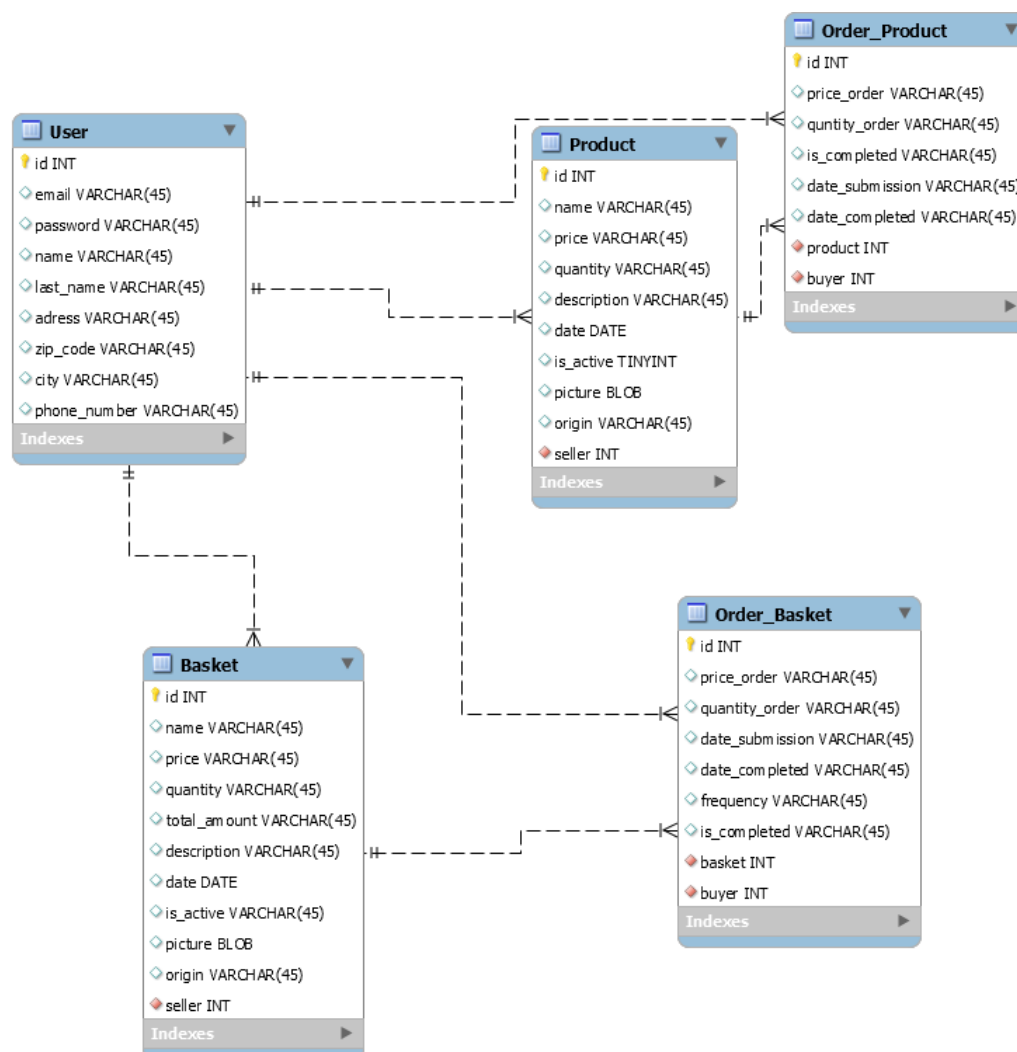 User
id INT
email VARCHAR(45)
password VARCHAR(45)
name VARCHAR(45)
last_name VARCHAR(45)
adress VARCHAR(45)
zip_code VARCHAR(45)
city VARCHAR(45)
phone_number VARCHAR(45)
Indexes
Product
id INT
name VARCHAR(45)
price VARCHAR(45)
quantity VARCHAR(45)
description VARCHAR(45)
date DATE
is_active TINYINT
picture BLOB
origin VARCHAR(45)
seller INT
Indexes
Order_Product
id INT
price_order VARCHAR(45)
quntity_order VARCHAR(45)
is_completed VARCHAR(45)
date_submission VARCHAR(45)
date_completed VARCHAR(45)
product INT
buyer INT
Indexes
Basket
id INT
name VARCHAR(45)
price VARCHAR(45)
quantity VARCHAR(45)
total_amount VARCHAR(45)
description VARCHAR(45)
date DATE
is_active VARCHAR(45)
picture BLOB
origin VARCHAR(45)
seller INT
Indexes
Order_Basket
id INT
price_order VARCHAR(45)
quantity_order VARCHAR(45)
date_submission VARCHAR(45)
date_completed VARCHAR(45)
frequency VARCHAR(45)
is_completed VARCHAR(45)
basket INT
buyer INT
Indexes